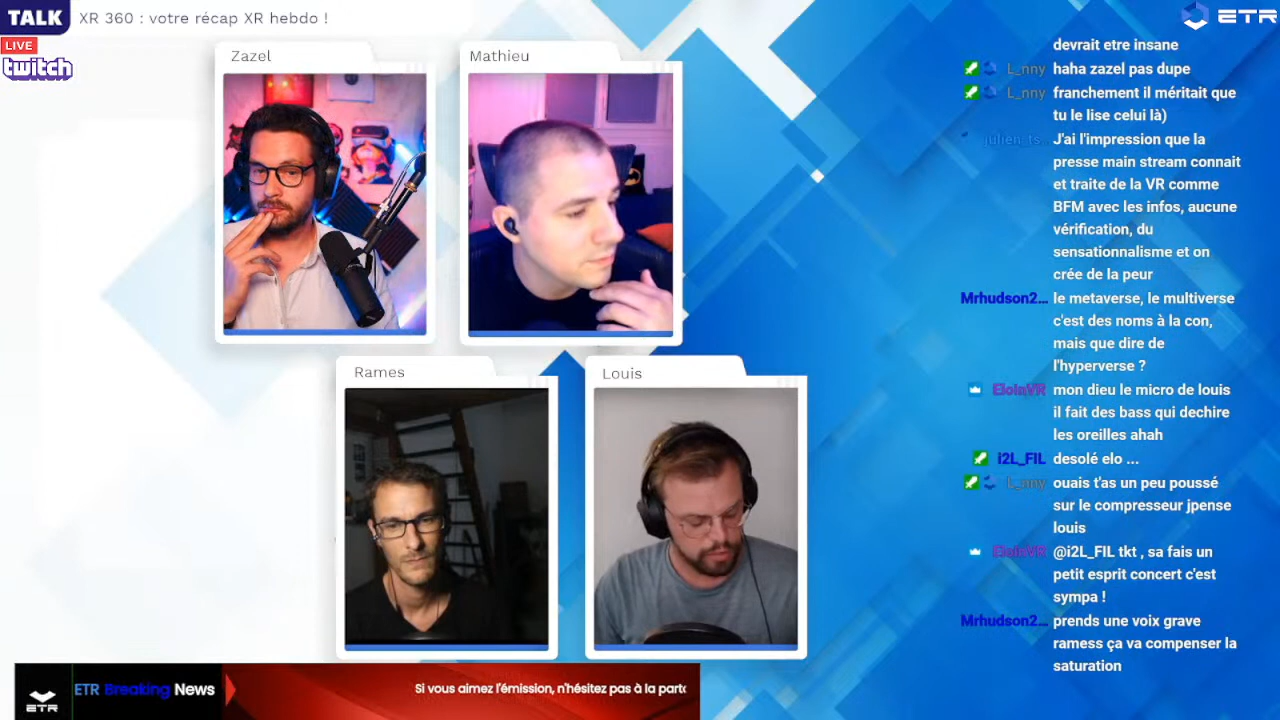 TALK
XR 360 : votre récap XR hebdo !
LIVE
twitch
ETR
Zazel
Mathieu
Rames
Louis
devrait etre insane
L_nny haha zazel pas dupe
L_nny franchement il méritait que
tu le lise celui là)
julien_ts... J'ai l'impression que la
presse main stream connait
et traite de la VR comme
BFM avec les infos, aucune
vérification, du
sensationnalisme et on
crée de la peur
Mrhudson2... le metaverse, le multiverse
c'est des noms à la con,
mais que dire de
l'hyperverse ?
EloinVR mon dieu le micro de louis
il fait des bass qui dechire
les oreilles ahah
i2L_FIL desolé elo ...
L_nny ouais t'as un peu poussé
sur le compresseur jpense
louis
EloinVR @i2L_FIL tkt , sa fais un
petit esprit concert c'est
sympa !
Mrhudson2... prends une voix grave
ramess ça va compenser la
saturation
ETR
ETR Breaking News
Si vous aimez l'émission, n'hésitez pas à la parta